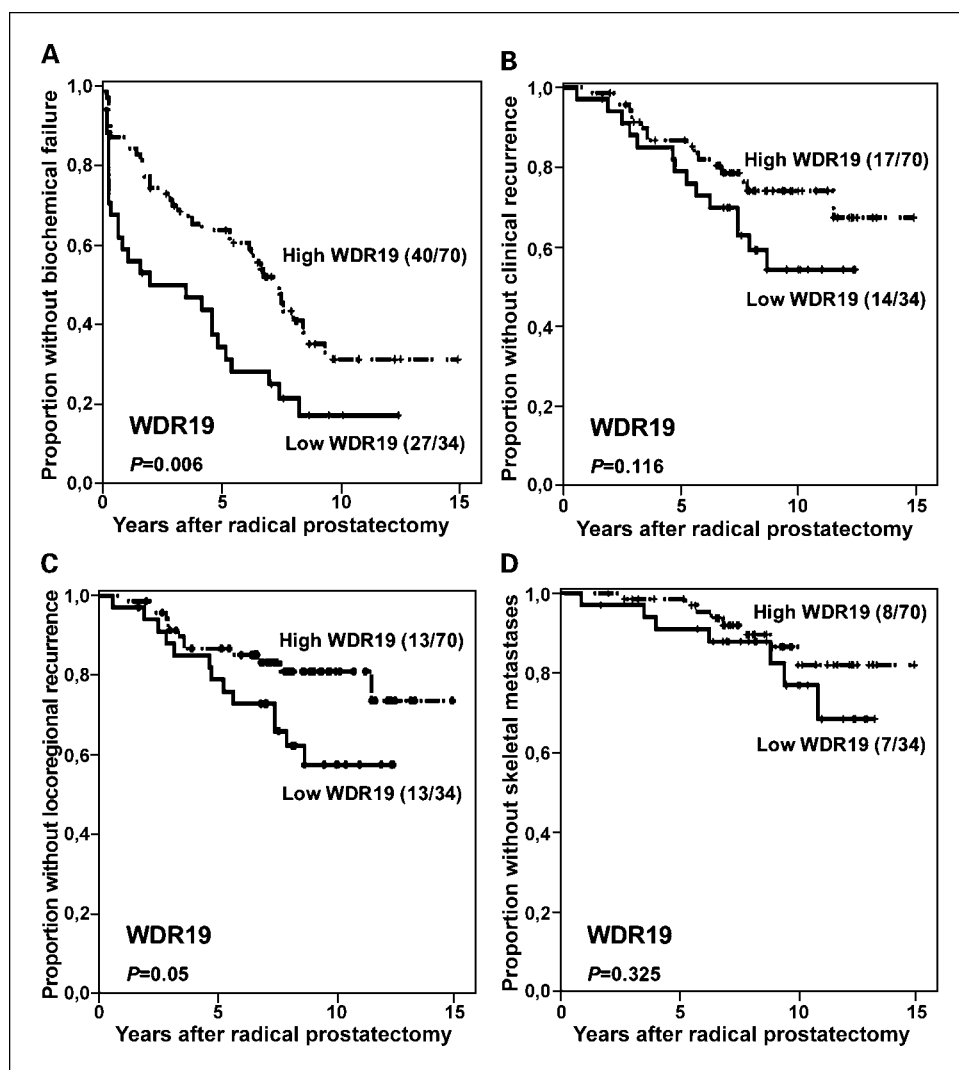 A
Proportion without biochemical failure
1,0
0,8
0,6
0,4
0,2
0,0
High WDR19 (40/70)
Low WDR19 (27/34)
WDR19
P=0.006
0 5 10 15
Years after radical prostatectomy
B
Proportion without clinical recurrence
1,0
0,8
0,6
0,4
0,2
0,0
High WDR19 (17/70)
Low WDR19 (14/34)
WDR19
P=0.116
0 5 10 15
Years after radical prostatectomy
C
Proportion without locoregional recurrence
1,0
0,8
0,6
0,4
0,2
0,0
High WDR19 (13/70)
Low WDR19 (13/34)
WDR19
P=0.05
0 5 10 15
Years after radical prostatectomy
D
Proportion without skeletal metastases
1,0
0,8
0,6
0,4
0,2
0,0
High WDR19 (8/70)
Low WDR19 (7/34)
WDR19
P=0.325
0 5 10 15
Years after radical prostatectomy